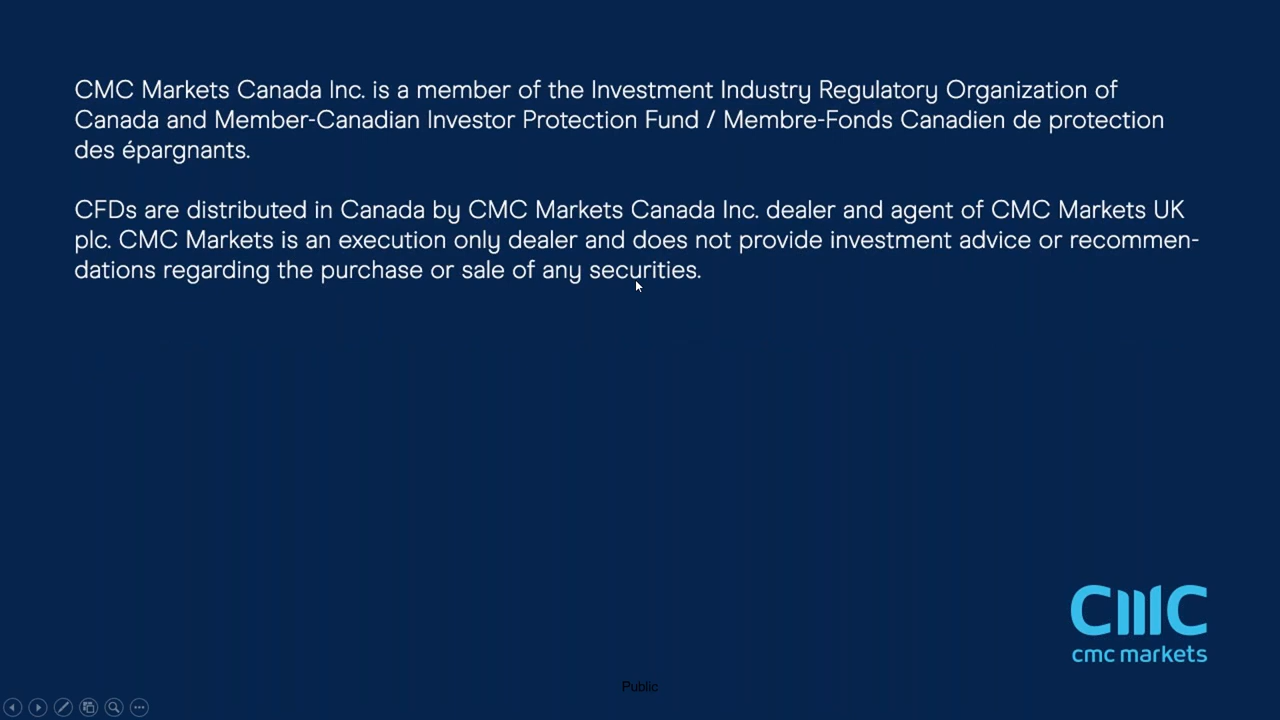 CMC Markets Canada Inc. is a member of the Investment Industry Regulatory Organization of
Canada and Member-Canadian Investor Protection Fund / Membre-Fonds Canadien de protection
des épargnants.
CFDs are distributed in Canada by CMC Markets Canada Inc. dealer and agent of CMC Markets UK
plc. CMC Markets is an execution only dealer and does not provide investment advice or recommen-
dations regarding the purchase or sale of any securities.
CMC
cmc markets
Public